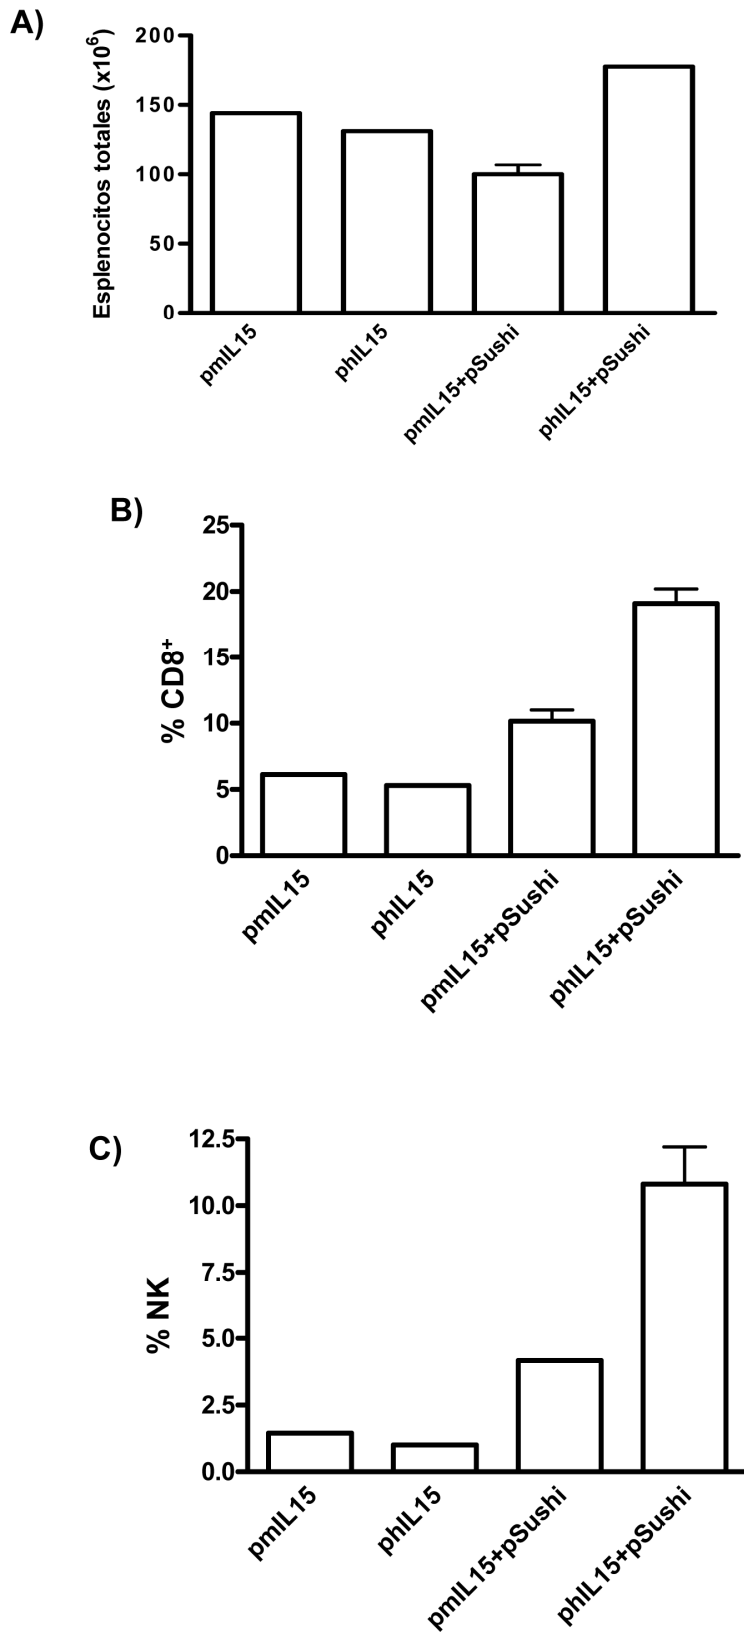 A)
Esplenocitos totales (x10⁶)
200
150
100
50
0
pmIL15
phIL15
pmIL15+pSushi
phIL15+pSushi
B)
% CD8⁺
25
20
15
10
5
0
pmIL15
phIL15
pmIL15+pSushi
phIL15+pSushi
C)
% NK
12.5
10.0
7.5
5.0
2.5
0.0
pmIL15
phIL15
pmIL15+pSushi
phIL15+pSushi